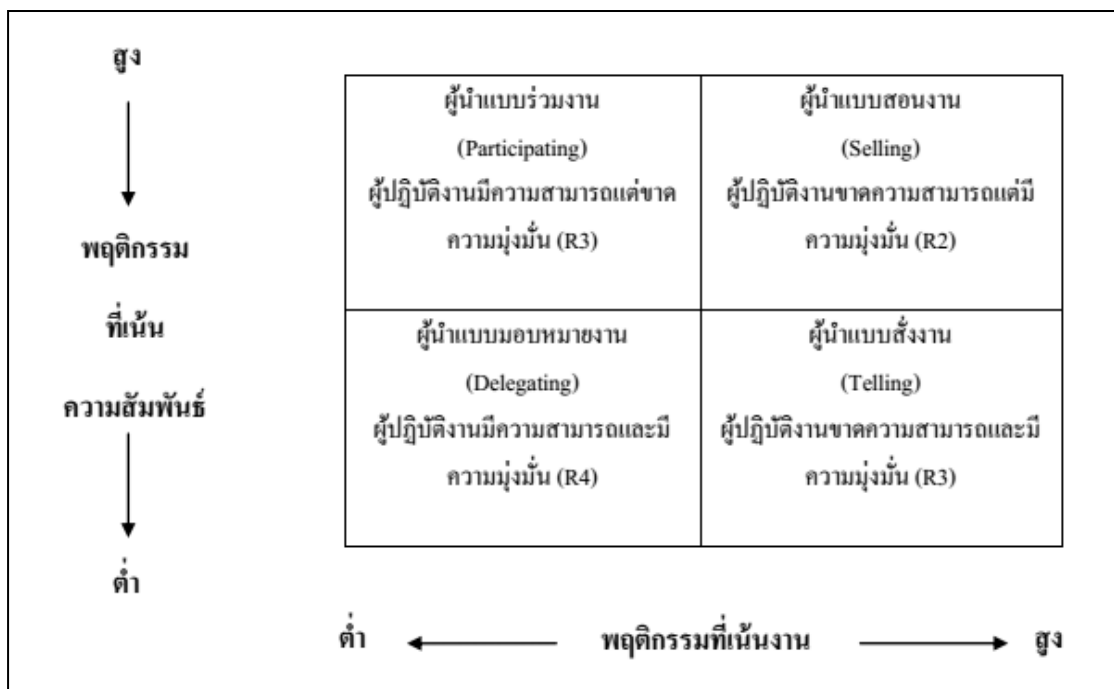 สูง
พฤติกรรม
ที่เน้น
ความสัมพันธ์
ต่ำ
ผู้นำแบบร่วมงาน
(Participating)
ผู้ปฏิบัติงานมีความสามารถแต่ขาด
ความมุ่งมั่น (R3)
ผู้นำแบบสอนงาน
(Selling)
ผู้ปฏิบัติงานขาดความสามารถแต่มี
ความมุ่งมั่น (R2)
ผู้นำแบบมอบหมายงาน
(Delegating)
ผู้ปฏิบัติงานมีความสามารถและมี
ความมุ่งมั่น (R4)
ผู้นำแบบสั่งงาน
(Telling)
ผู้ปฏิบัติงานขาดความสามารถและมี
ความมุ่งมั่น (R3)
ต่ำ พฤติกรรมที่เน้นงาน สูง